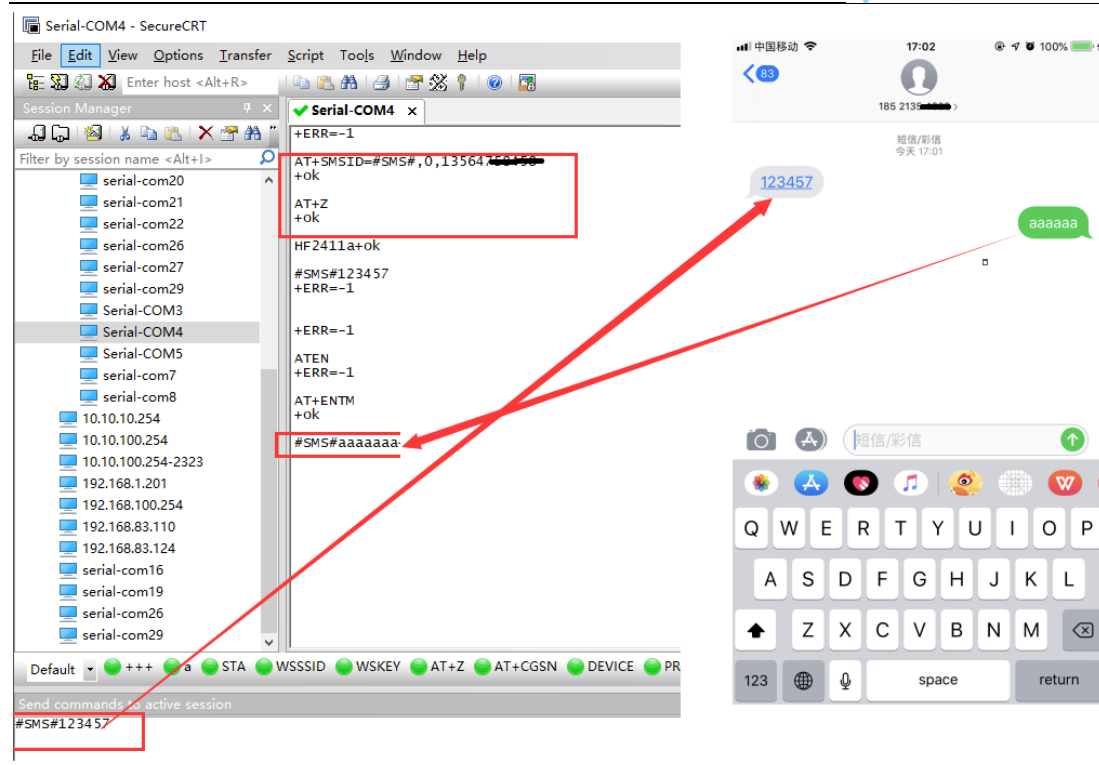 Serial-COM4 - SecureCRT
File Edit View Options Transfer Script Tools Window Help
Enter host <Alt+R>
Session Manager
Serial-COM4
Filter by session name <Alt+I>
serial-com20
serial-com21
serial-com22
serial-com26
serial-com27
serial-com29
Serial-COM3
Serial-COM4
Serial-COM5
serial-com7
serial-com8
10.10.10.254
10.10.100.254
10.10.100.254-2323
192.168.1.201
192.168.100.254
192.168.83.110
192.168.83.124
serial-com16
serial-com19
serial-com26
serial-com29
+ERR=-1
AT+SMSID=#SMS#,0,13564
+ok
AT+Z
+ok
HF2411a+ok
#SMS#123457
+ERR=-1
+ERR=-1
ATEN
+ERR=-1
AT+ENTM
+ok
#SMS#aaaaaaa
Default +++ a STA WSSSID WSKEY AT+Z AT+CGSN DEVICE PR
Send commands to active session
#SMS#123457
中国移动 17:02 100%
83
185 2135
短信/彩信
今天 17:01
123457
aaaaaa
短信/彩信
W
Q W E R T Y U I O P
A S D F G H J K L
Z X C V B N M
123 space return